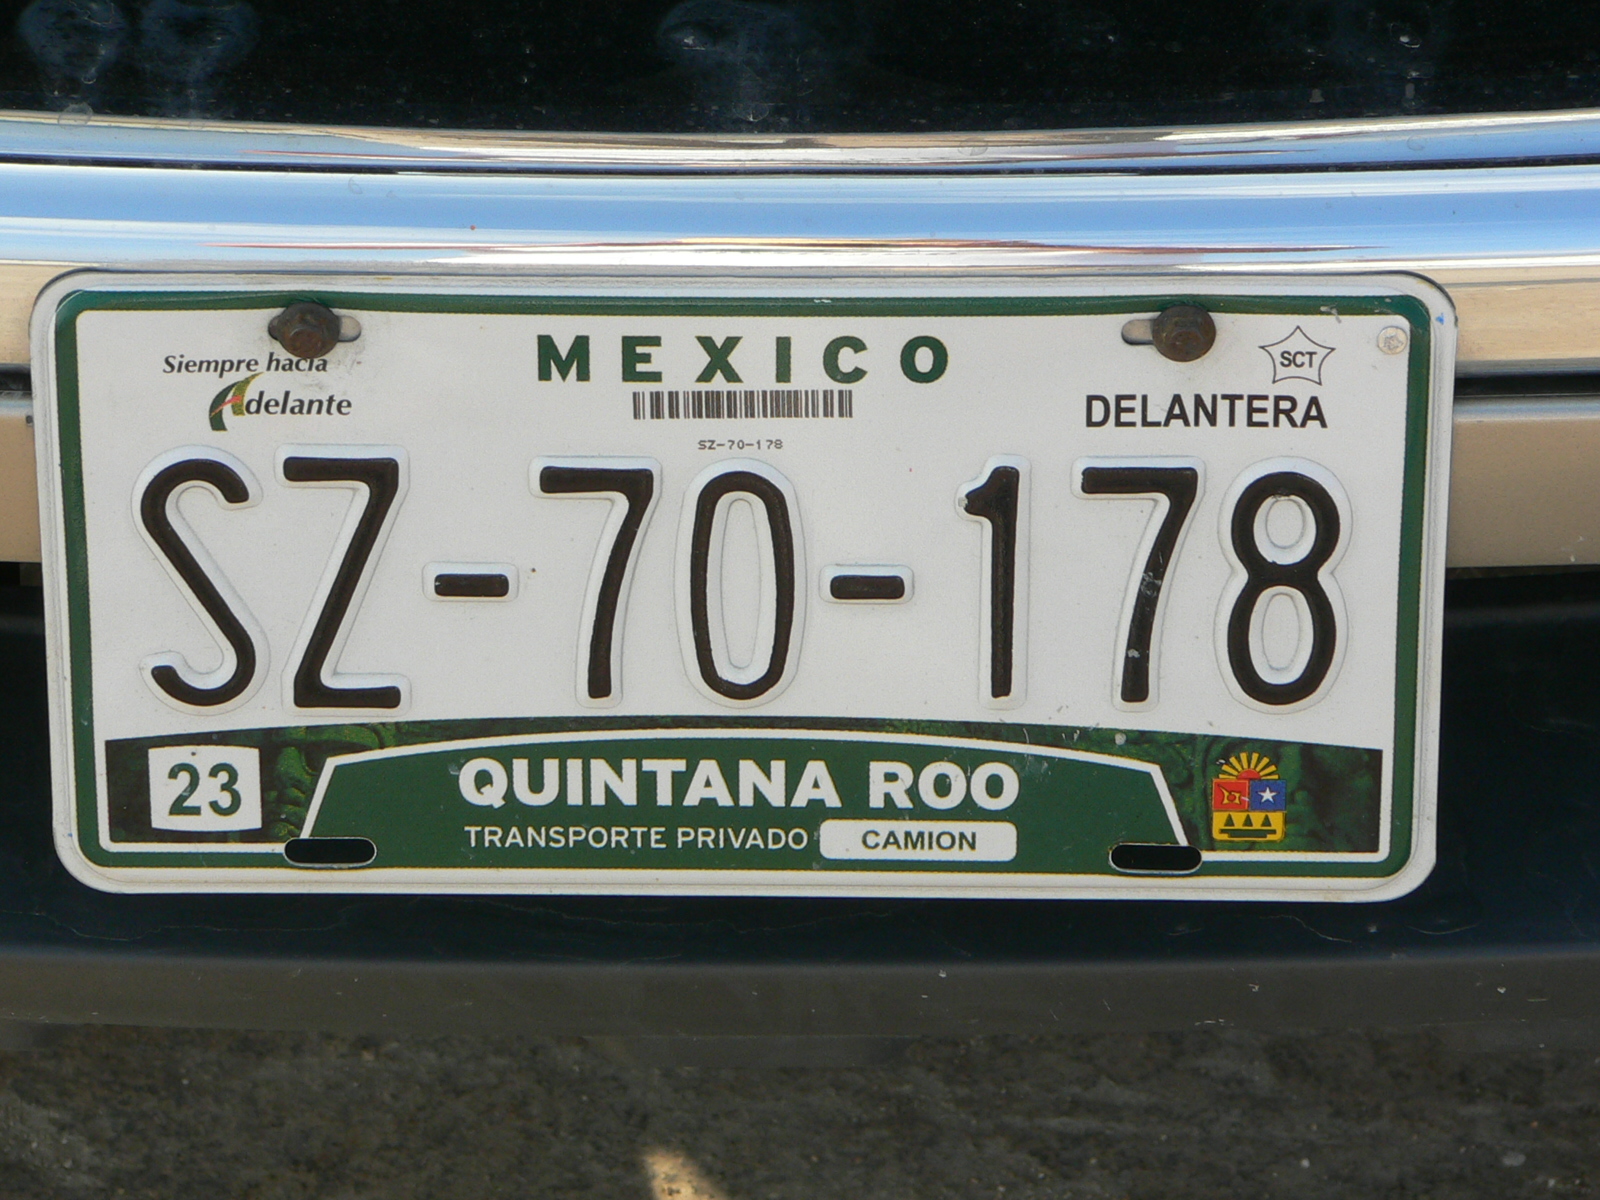 MEXICO
Siempre hacia
Adelante
SCT
DELANTERA
SZ-70-178
SZ-70-178
23
QUINTANA ROO
TRANSPORTE PRIVADO CAMION